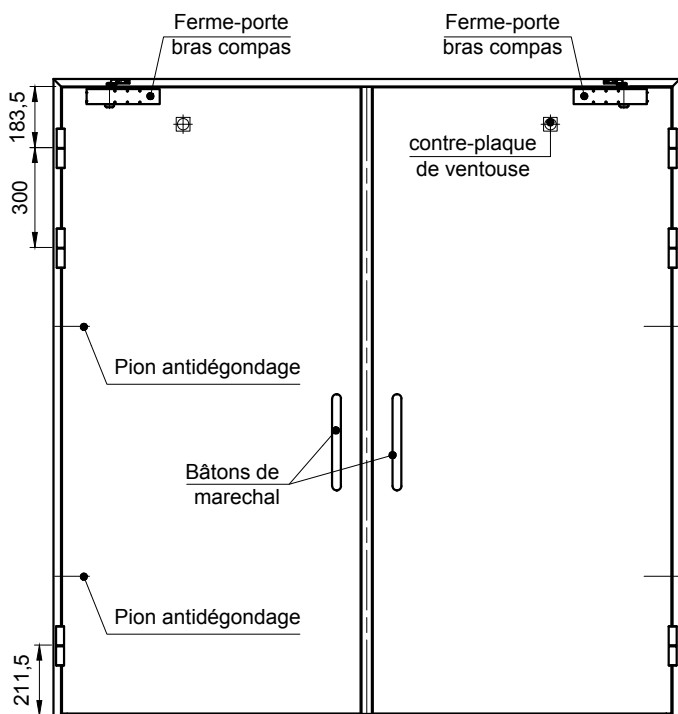 Ferme-porte
bras compas
Ferme-porte
bras compas
183,5
contre-plaque
de ventouse
300
Pion antidégondage
Bâtons de
marechal
Pion antidégondage
211,5